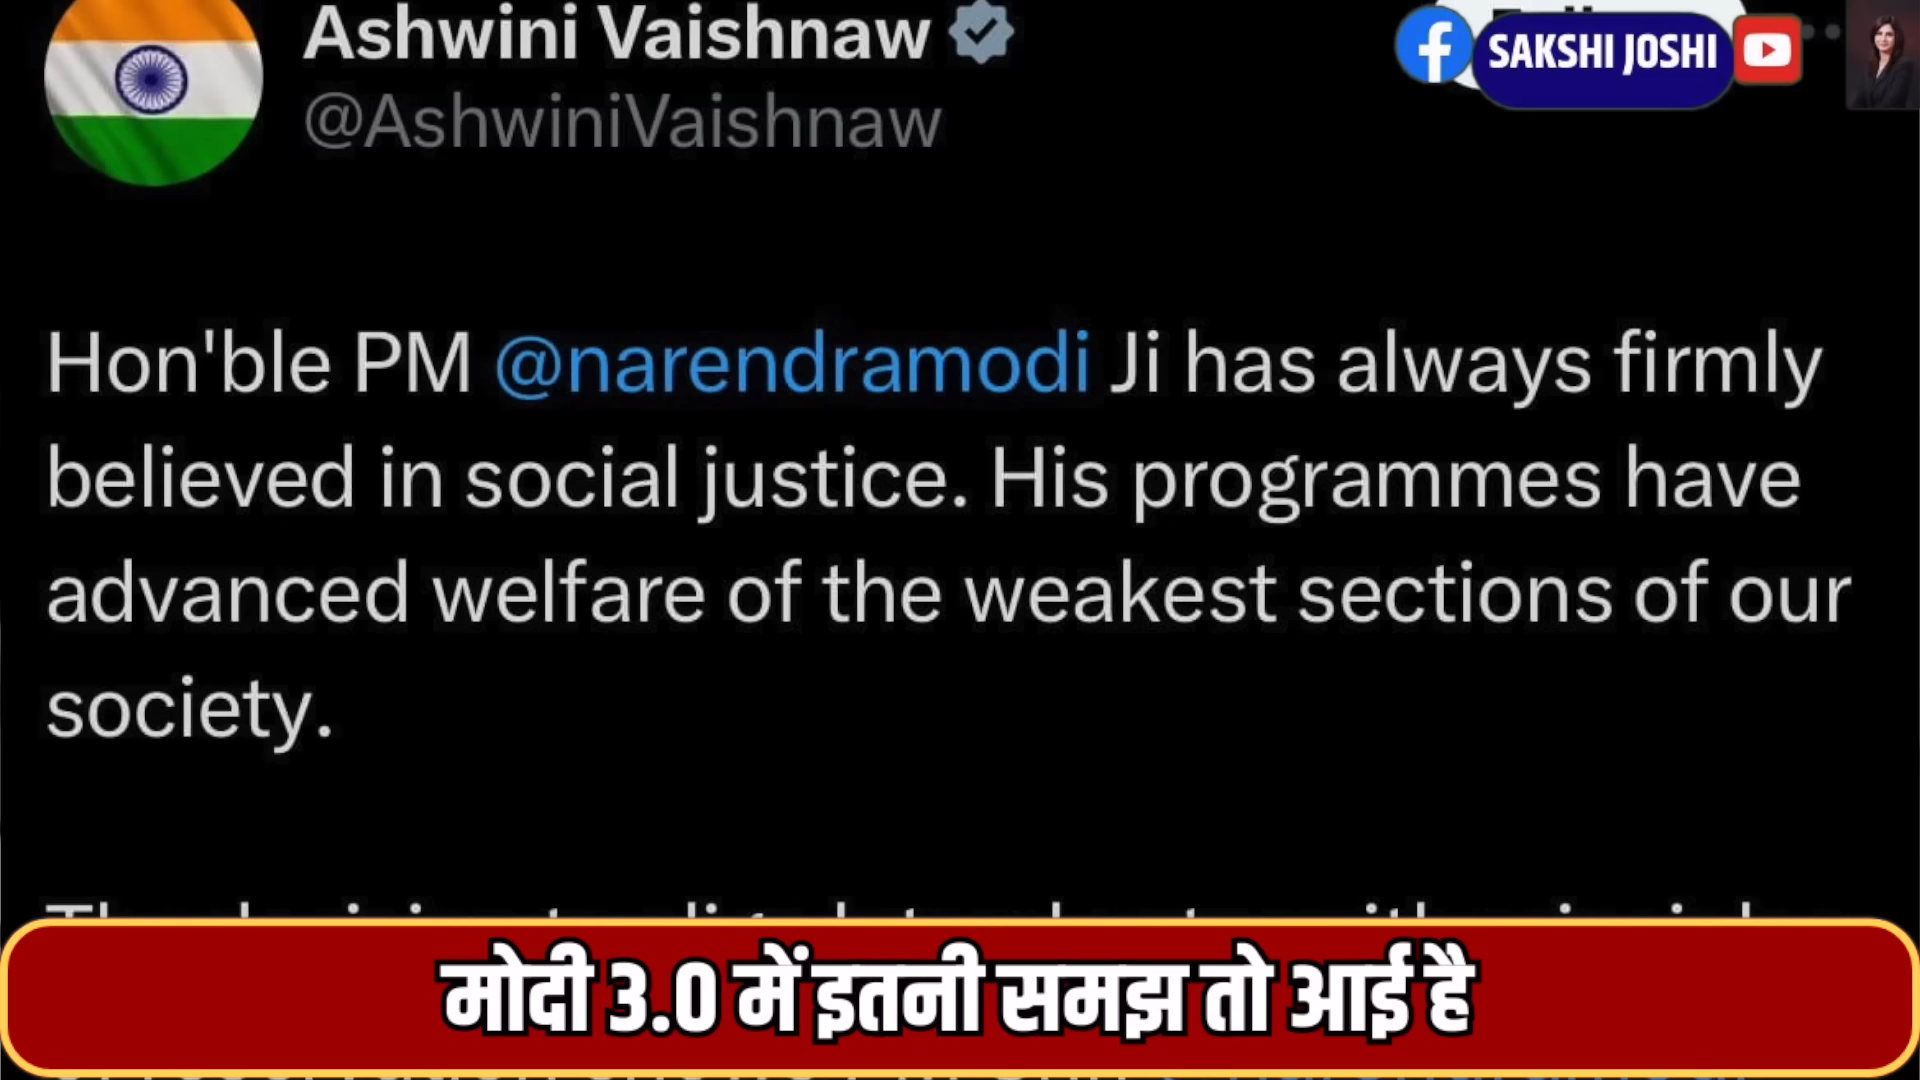 Ashwini Vaishnaw
@AshwiniVaishnaw
SAKSHI JOSHI
Hon'ble PM @narendramodi Ji has always firmly
believed in social justice. His programmes have
advanced welfare of the weakest sections of our
society.
मोदी 3.0 में इतनी समझ तो आई है